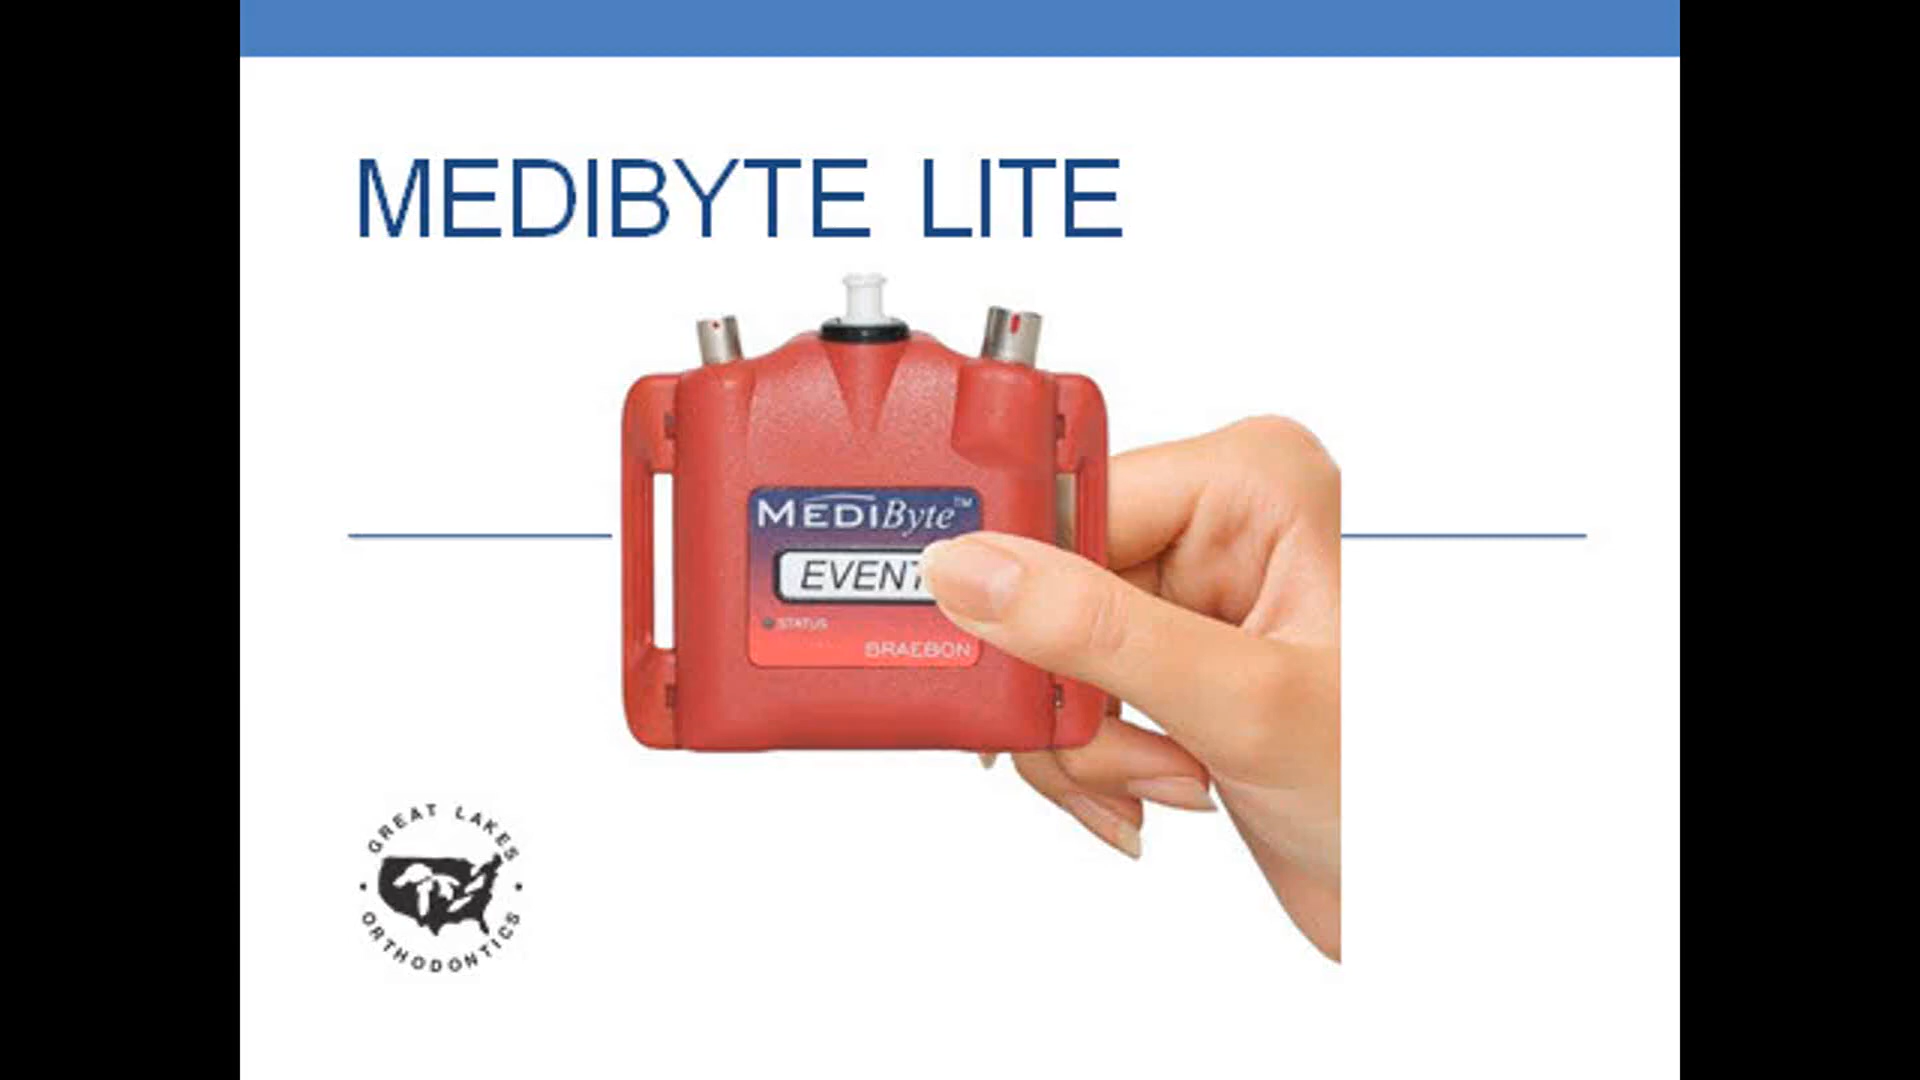 MEDIBYTE LITE
MEDIByte™
EVENT
STATUS
BRAEBON
GREAT LAKES
ORTHODONTICS